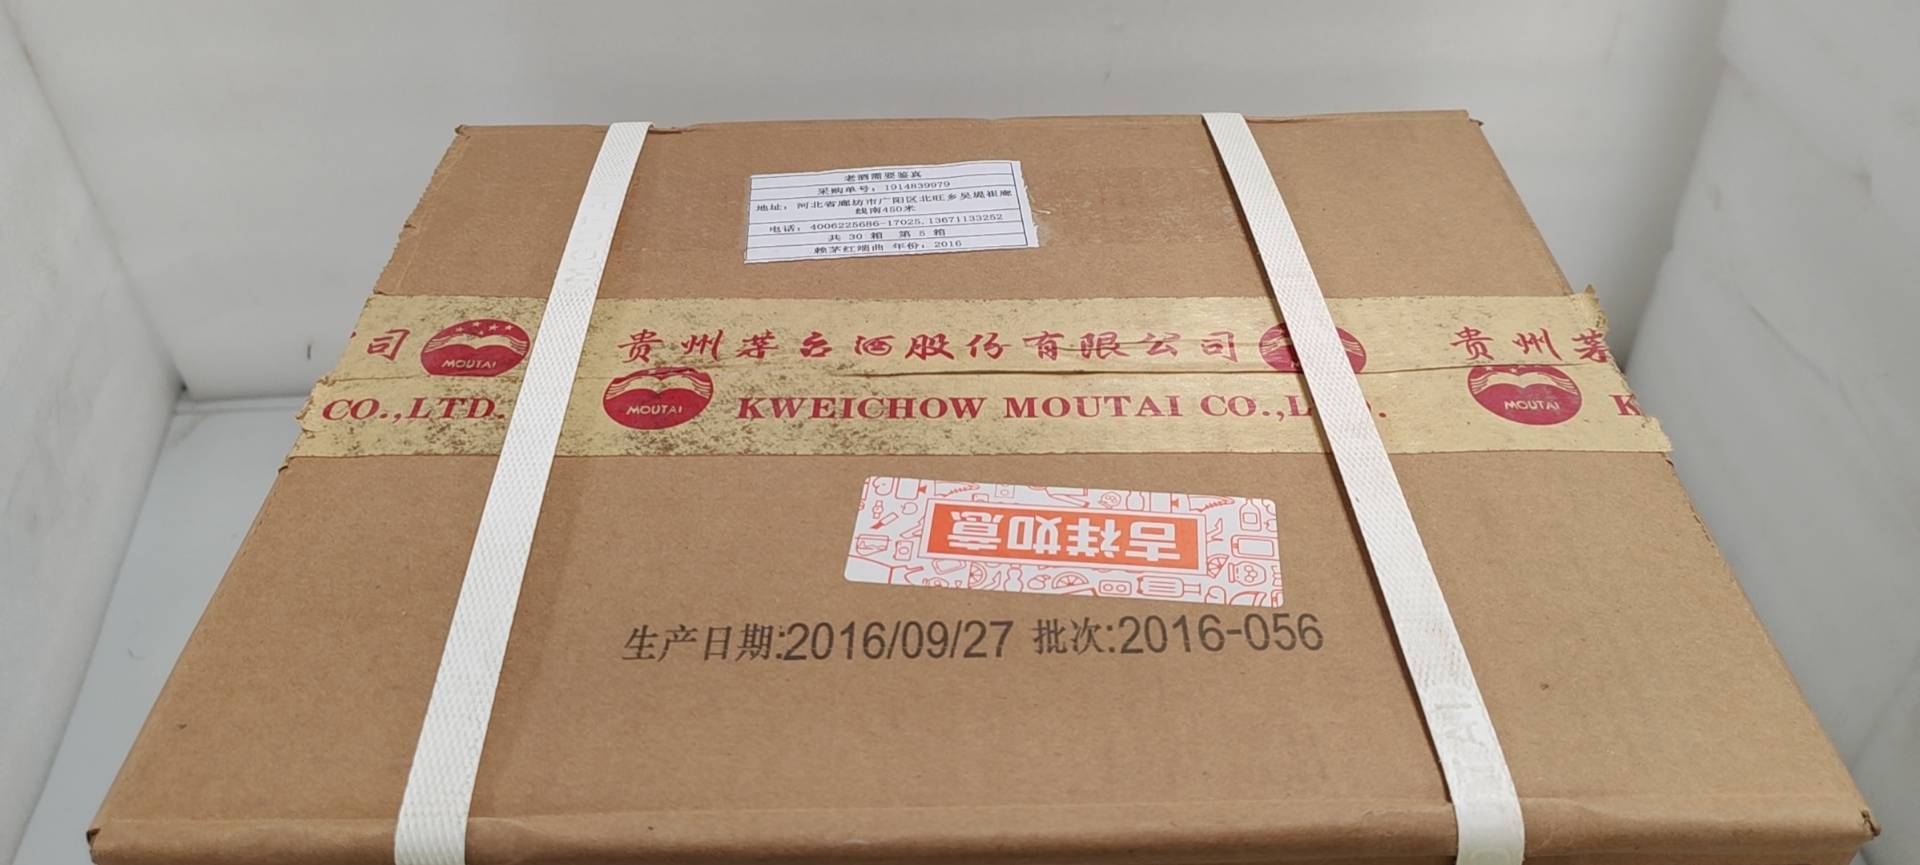 老酒需要鉴真
采购单号：1914839979
地址：河北省廊坊市广阳区北旺乡吴堤崔廊
线南450米
电话：4006225686-17025,13671133252
共 30 箱 第 5 箱
赖茅红端曲 年份：2016
司 MOUTAI 贵州茅台酒股份有限公司 贵州茅
CO.,LTD. MOUTAI KWEICHOW MOUTAI CO.,L D. MOUTAI K
吉祥如意
生产日期:2016/09/27 批次:2016-056